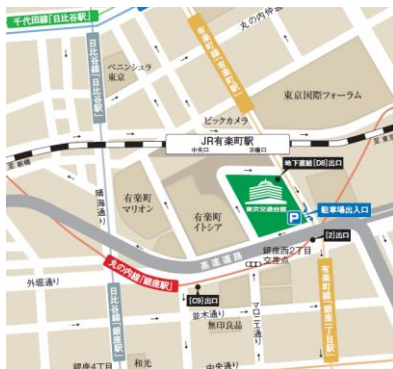 千代田線「日比谷駅」
丸の内仲
日比谷線「日比谷駅」
有楽町線「有楽町駅」
ペニンシュラ
東京
東京国際フォーラム
ビックカメラ
JR有楽町駅
中央口
京橋口
至 新橋
至 東
地下直結[D8]出口
東京交通会館
P
駐車場出入口
晴海通り
有楽町
マリオン
有楽町
イトシア
[2]出口
高速道路
銀座西2丁目
交差点
丸の内線「銀座駅」
外堀通り
日比谷線「銀座駅」
[C9]出口
並木通り
無印良品
マロニエ通り
有楽町線「銀座一丁目駅」
銀座4丁目
和光
中央通り